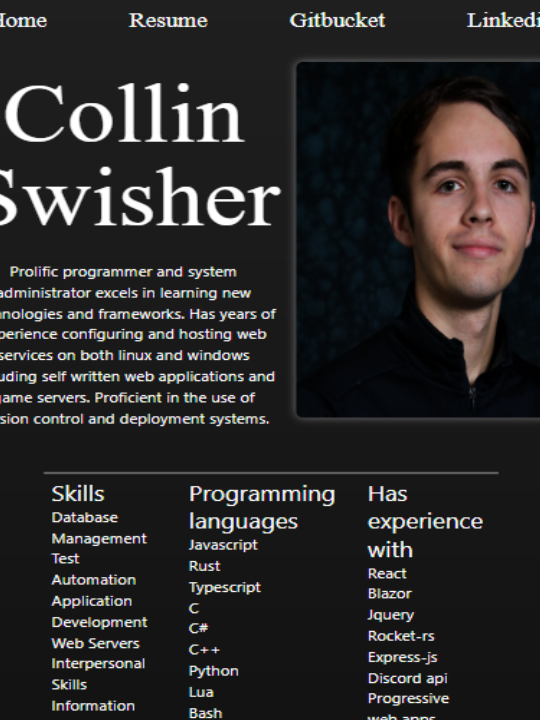 Home Resume Gitbucket Linkedi
Collin
Swisher
Prolific programmer and system
administrator excels in learning new
nologies and frameworks. Has years of
perience configuring and hosting web
services on both linux and windows
uding self written web applications and
game servers. Proficient in the use of
sion control and deployment systems.
Skills
Database
Management
Test
Automation
Application
Development
Web Servers
Interpersonal
Skills
Information
Programming
languages
Javascript
Rust
Typescript
C
C#
C++
Python
Lua
Bash
Has
experience
with
React
Blazor
Jquery
Rocket-rs
Express-js
Discord api
Progressive
web apps